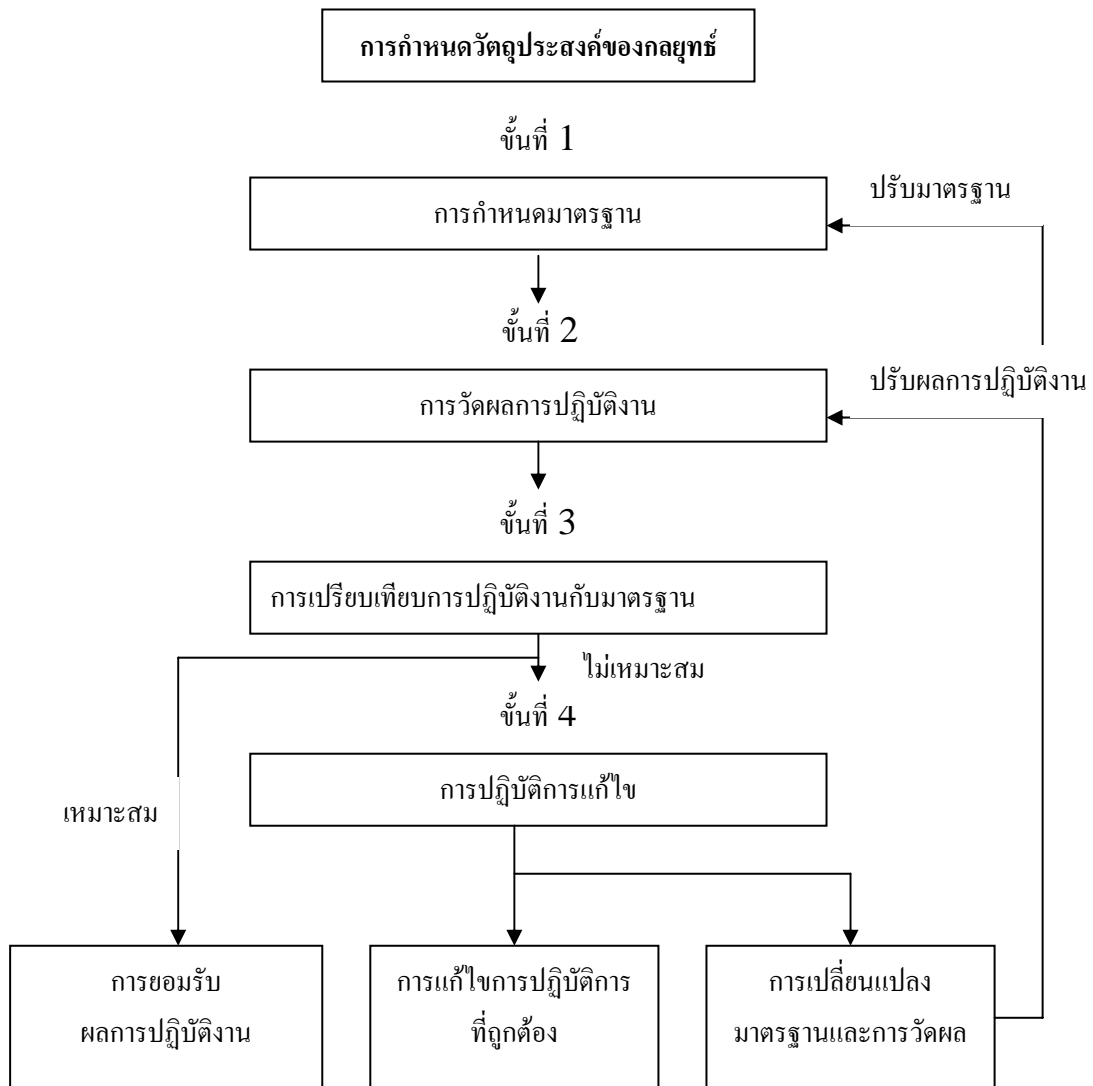 การกำหนดวัตถุประสงค์ของกลยุทธ์
ขั้นที่ 1
ปรับมาตรฐาน
การกำหนดมาตรฐาน
ขั้นที่ 2
ปรับผลการปฏิบัติงาน
การวัดผลการปฏิบัติงาน
ขั้นที่ 3
การเปรียบเทียบการปฏิบัติงานกับมาตรฐาน
ไม่เหมาะสม
ขั้นที่ 4
การปฏิบัติการแก้ไข
เหมาะสม
การยอมรับ
ผลการปฏิบัติงาน
การแก้ไขการปฏิบัติการ
ที่ถูกต้อง
การเปลี่ยนแปลง
มาตรฐานและการวัดผล